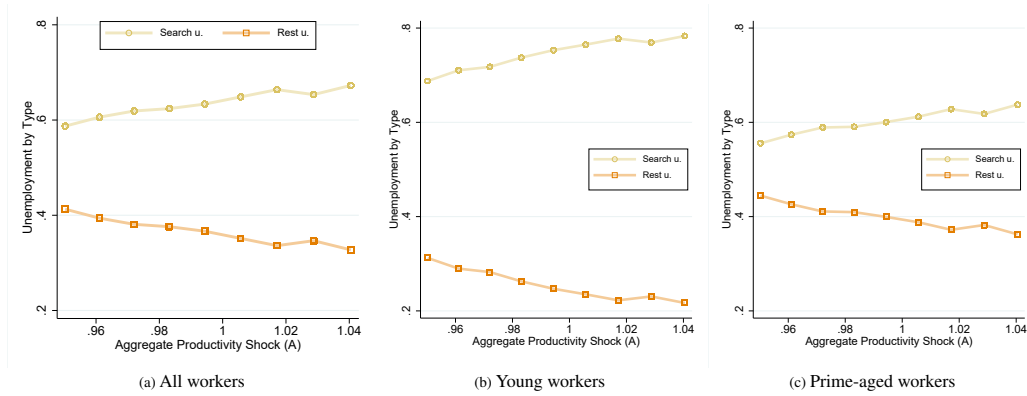 .8
.6
.4
.2
Unemployment by Type
Search u. Rest u.
.96 .98 1 1.02 1.04
Aggregate Productivity Shock (A)
(a) All workers
.8
.6
.4
.2
Unemployment by Type
Search u.
Rest u.
.96 .98 1 1.02 1.04
Aggregate Productivity Shock (A)
(b) Young workers
.8
.6
.4
.2
Unemployment by Type
Search u.
Rest u.
.96 .98 1 1.02 1.04
Aggregate Productivity Shock (A)
(c) Prime-aged workers